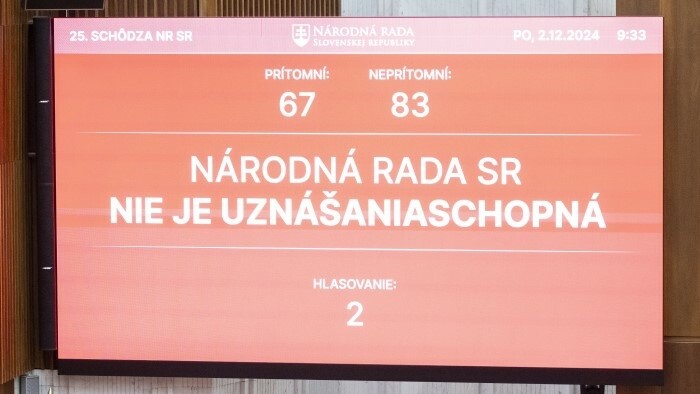 25. SCHÔDZA NR SR
NÁRODNÁ RADA
SLOVENSKEJ REPUBLIKY
PO, 2.12.2024 9:33
PRÍTOMNÍ: NEPRÍTOMNÍ:
67 83
NÁRODNÁ RADA SR
NIE JE UZNÁŠANIASCHOPNÁ
HLASOVANIE:
2